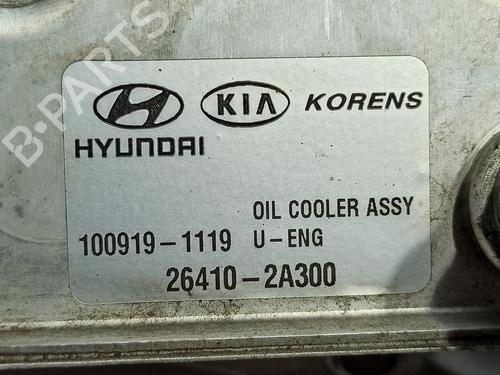 B-PARTS
HYUNDAI
KIA KORENS
OIL COOLER ASSY
100919-1119 U-ENG
26410-2A300